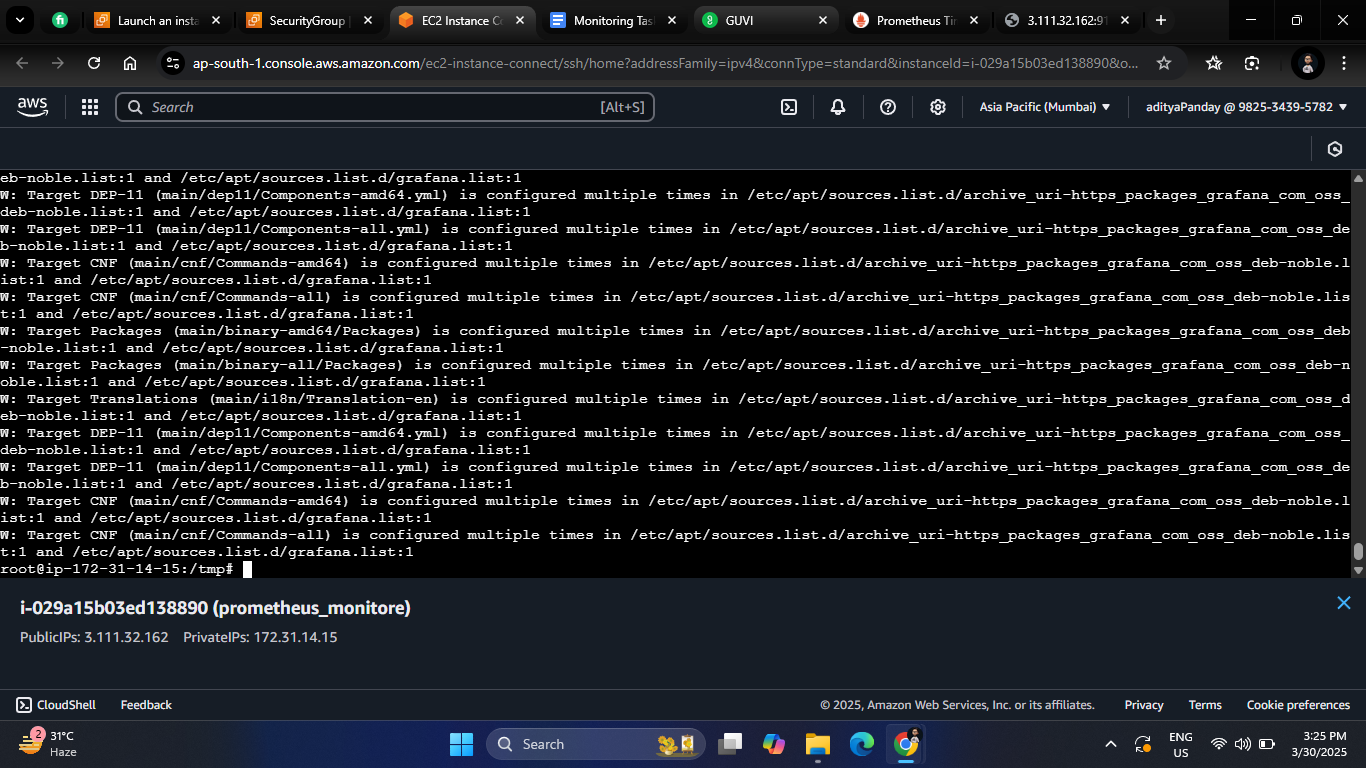 Launch an insta
SecurityGroup
EC2 Instance Co
Monitoring Tas
GUVI
Prometheus Tim
3.111.32.162:91
ap-south-1.console.aws.amazon.com/ec2-instance-connect/ssh/home?addressFamily=ipv4&connType=standard&instanceId=i-029a15b03ed138890&o...
aws
Search
[Alt+S]
Asia Pacific (Mumbai)
adityaPanday @ 9825-3439-5782
eb-noble.list:1 and /etc/apt/sources.list.d/grafana.list:1
W: Target DEP-11 (main/dep11/Components-amd64.yml) is configured multiple times in /etc/apt/sources.list.d/archive_uri-https_packages_grafana_com_oss_
deb-noble.list:1 and /etc/apt/sources.list.d/grafana.list:1
W: Target DEP-11 (main/dep11/Components-all.yml) is configured multiple times in /etc/apt/sources.list.d/archive_uri-https_packages_grafana_com_oss_de
b-noble.list:1 and /etc/apt/sources.list.d/grafana.list:1
W: Target CNF (main/cnf/Commands-amd64) is configured multiple times in /etc/apt/sources.list.d/archive_uri-https_packages_grafana_com_oss_deb-noble.l
ist:1 and /etc/apt/sources.list.d/grafana.list:1
W: Target CNF (main/cnf/Commands-all) is configured multiple times in /etc/apt/sources.list.d/archive_uri-https_packages_grafana_com_oss_deb-noble.lis
t:1 and /etc/apt/sources.list.d/grafana.list:1
W: Target Packages (main/binary-amd64/Packages) is configured multiple times in /etc/apt/sources.list.d/archive_uri-https_packages_grafana_com_oss_deb
-noble.list:1 and /etc/apt/sources.list.d/grafana.list:1
W: Target Packages (main/binary-all/Packages) is configured multiple times in /etc/apt/sources.list.d/archive_uri-https_packages_grafana_com_oss_deb-n
oble.list:1 and /etc/apt/sources.list.d/grafana.list:1
W: Target Translations (main/i18n/Translation-en) is configured multiple times in /etc/apt/sources.list.d/archive_uri-https_packages_grafana_com_oss_d
eb-noble.list:1 and /etc/apt/sources.list.d/grafana.list:1
W: Target DEP-11 (main/dep11/Components-amd64.yml) is configured multiple times in /etc/apt/sources.list.d/archive_uri-https_packages_grafana_com_oss_
deb-noble.list:1 and /etc/apt/sources.list.d/grafana.list:1
W: Target DEP-11 (main/dep11/Components-all.yml) is configured multiple times in /etc/apt/sources.list.d/archive_uri-https_packages_grafana_com_oss_de
b-noble.list:1 and /etc/apt/sources.list.d/grafana.list:1
W: Target CNF (main/cnf/Commands-amd64) is configured multiple times in /etc/apt/sources.list.d/archive_uri-https_packages_grafana_com_oss_deb-noble.l
ist:1 and /etc/apt/sources.list.d/grafana.list:1
W: Target CNF (main/cnf/Commands-all) is configured multiple times in /etc/apt/sources.list.d/archive_uri-https_packages_grafana_com_oss_deb-noble.lis
t:1 and /etc/apt/sources.list.d/grafana.list:1
root@ip-172-31-14-15:/tmp#
i-029a15b03ed138890 (prometheus_monitore)
PublicIPs: 3.111.32.162 PrivateIPs: 172.31.14.15
CloudShell
Feedback
© 2025, Amazon Web Services, Inc. or its affiliates.
Privacy
Terms
Cookie preferences
2
31°C
Haze
Search
ENG
US
3:25 PM
3/30/2025